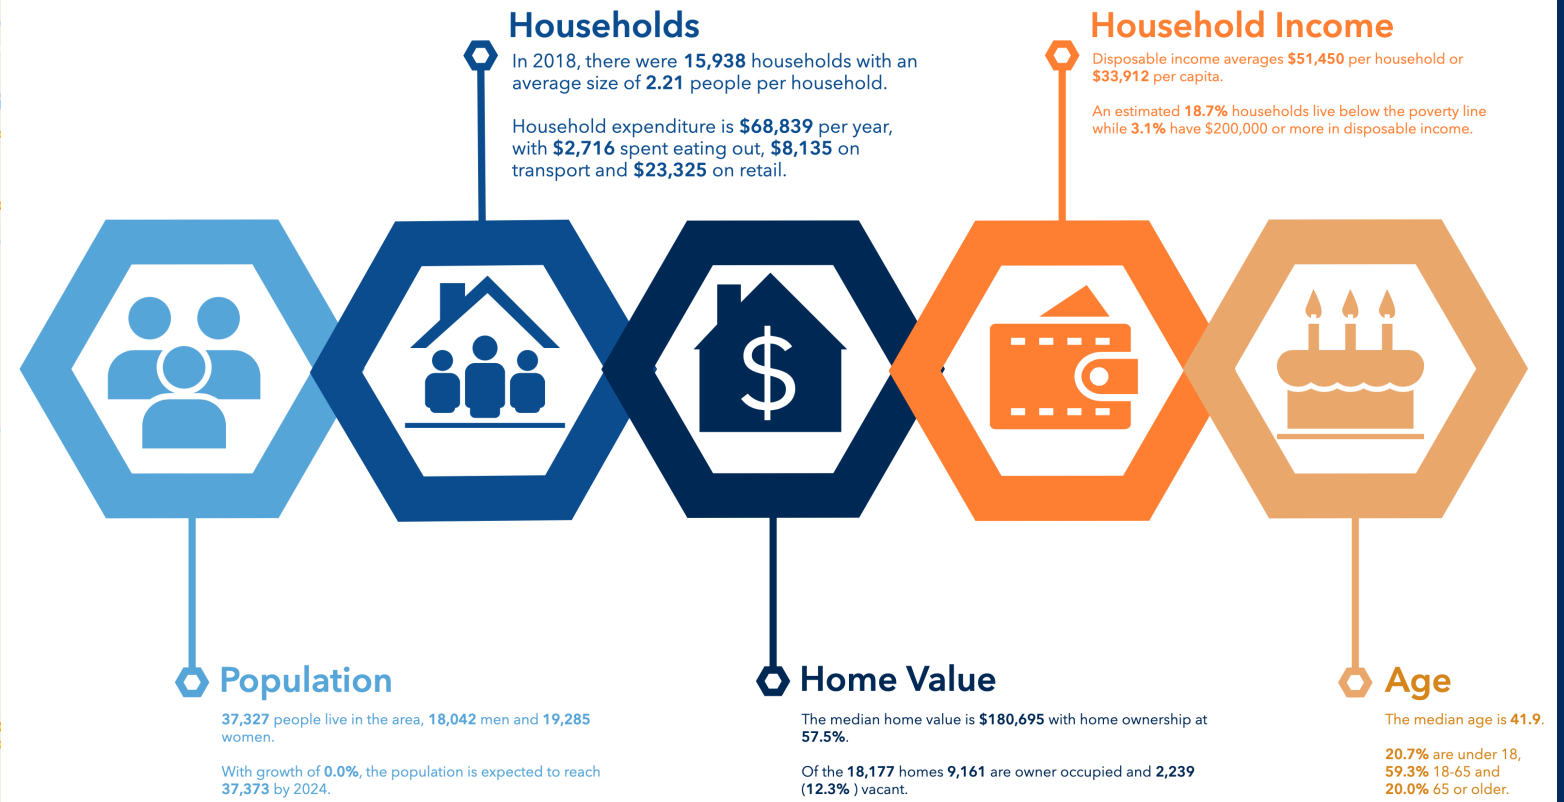 Households
In 2018, there were 15,938 households with an
average size of 2.21 people per household.
Household expenditure is $68,839 per year,
with $2,716 spent eating out, $8,135 on
transport and $23,325 on retail.
Household Income
Disposable income averages $51,450 per household or
$33,912 per capita.
An estimated 18.7% households live below the poverty line
while 3.1% have $200,000 or more in disposable income.
$
Population
37,327 people live in the area, 18,042 men and 19,285
women.
With growth of 0.0%, the population is expected to reach
37,373 by 2024.
Home Value
The median home value is $180,695 with home ownership at
57.5%.
Of the 18,177 homes 9,161 are owner occupied and 2,239
(12.3% ) vacant.
Age
The median age is 41.9.
20.7% are under 18,
59.3% 18-65 and
20.0% 65 or older.